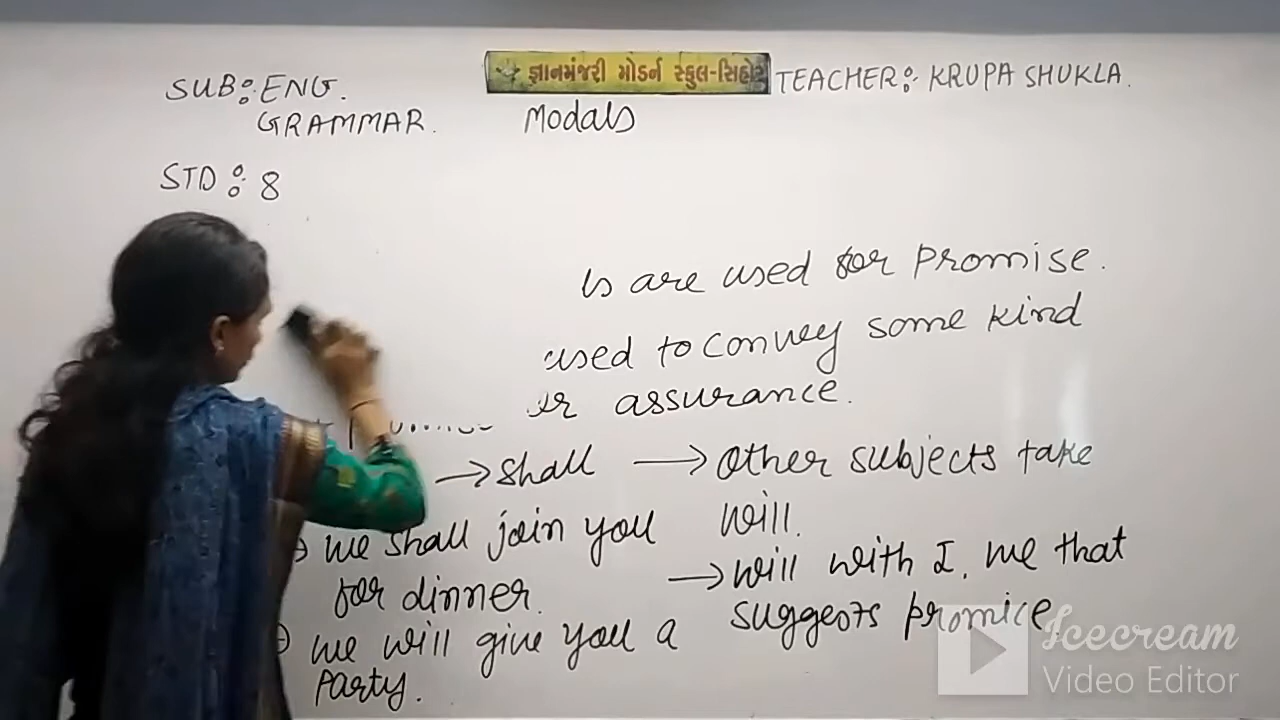 જ્ઞાનમંજરી મોડર્ન સ્કુલ-સિહોર
SUB: ENG. GRAMMAR.
TEACHER: KRUPA SHUKLA.
Modals
STD: 8
ls are used for promise.
used to convey some kind
er assurance.
→ shall
→ Other subjects take will.
we shall join you
for dinner.
→ will with I, we that
suggests promice.
we will give you a
party.
Icecream
Video Editor